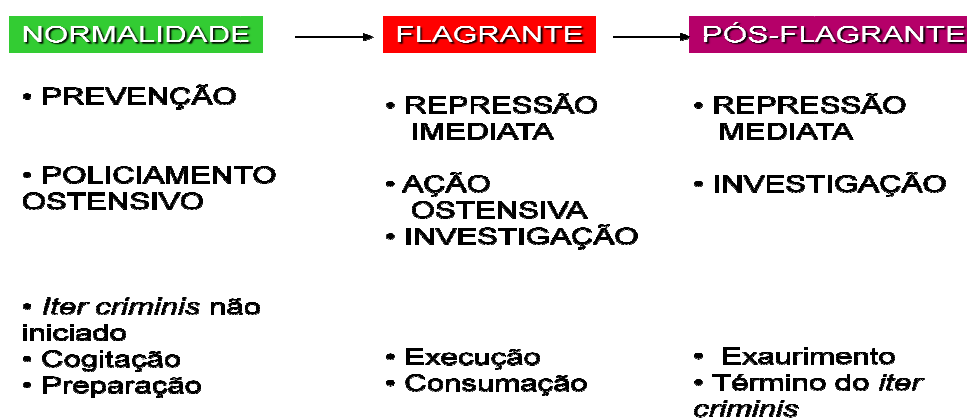 NORMALIDADE
• PREVENÇÃO
• POLICIAMENTO
OSTENSIVO
• Iter criminis não
iniciado
• Cogitação
• Preparação
FLAGRANTE
• REPRESSÃO
IMEDIATA
• AÇÃO
OSTENSIVA
• INVESTIGAÇÃO
• Execução
• Consumação
PÓS-FLAGRANTE
• REPRESSÃO
MEDIATA
• INVESTIGAÇÃO
• Exaurimento
• Término do iter
criminis